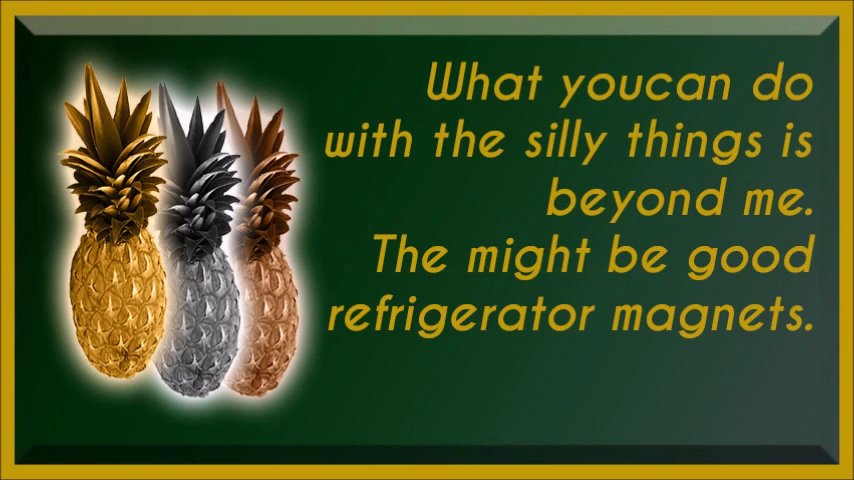 What youcan do
with the silly things is
beyond me.
The might be good
refrigerator magnets.